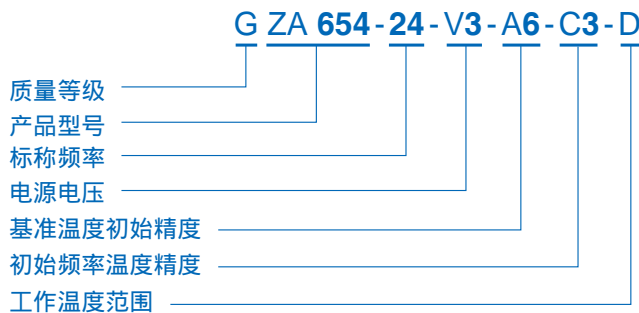 G ZA 654-24-V3-A6-C3-D
质量等级
产品型号
标称频率
电源电压
基准温度初始精度
初始频率温度精度
工作温度范围